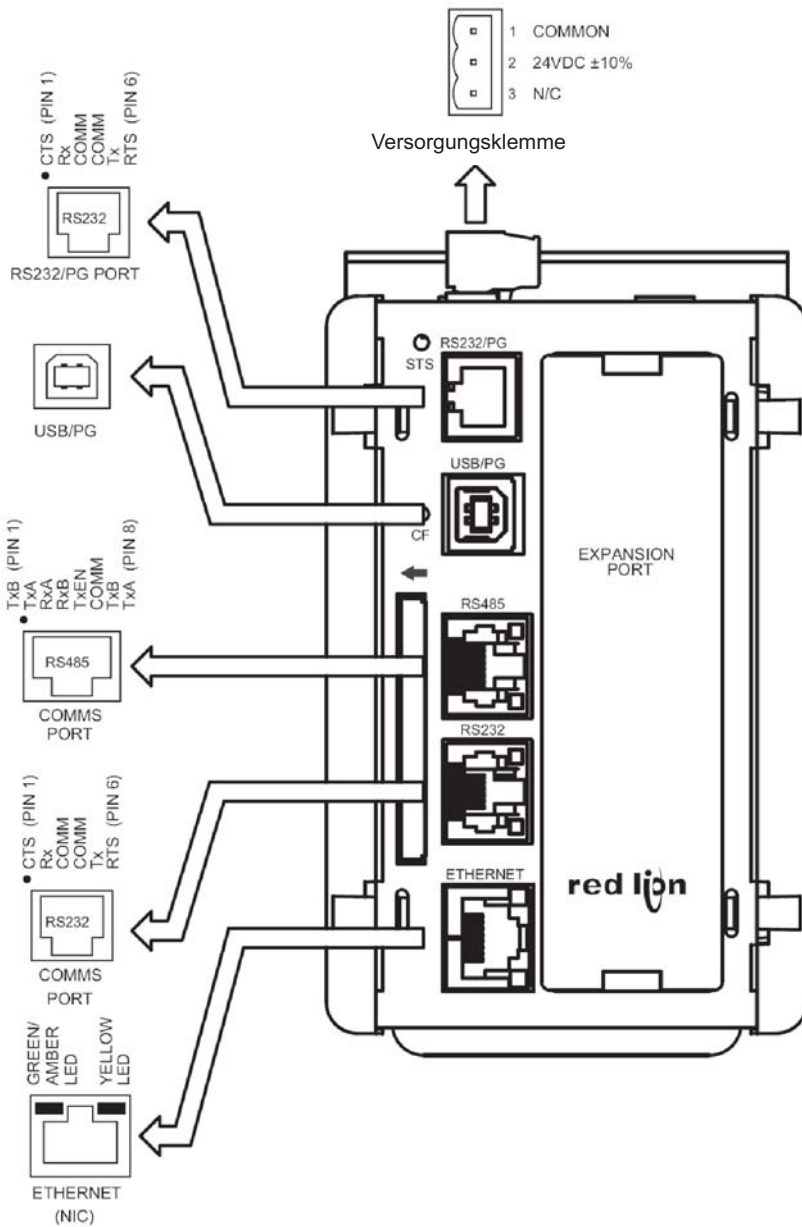 1 COMMON
2 24VDC ±10%
3 N/C
Versorgungsklemme
CTS (PIN 1)
Rx
COMM
COMM
Tx
RTS (PIN 6)
RS232
RS232/PG PORT
USB/PG
TxB (PIN 1)
TxA
RxA
RxB
TxEN
COMM
TxB
TxA (PIN 8)
RS485
COMMS
PORT
CTS (PIN 1)
Rx
COMM
COMM
Tx
RTS (PIN 6)
RS232
COMMS
PORT
GREEN/
AMBER
LED
YELLOW
LED
ETHERNET
(NIC)
STS
RS232/PG
USB/PG
CF
RS485
RS232
ETHERNET
EXPANSION
PORT
red lion